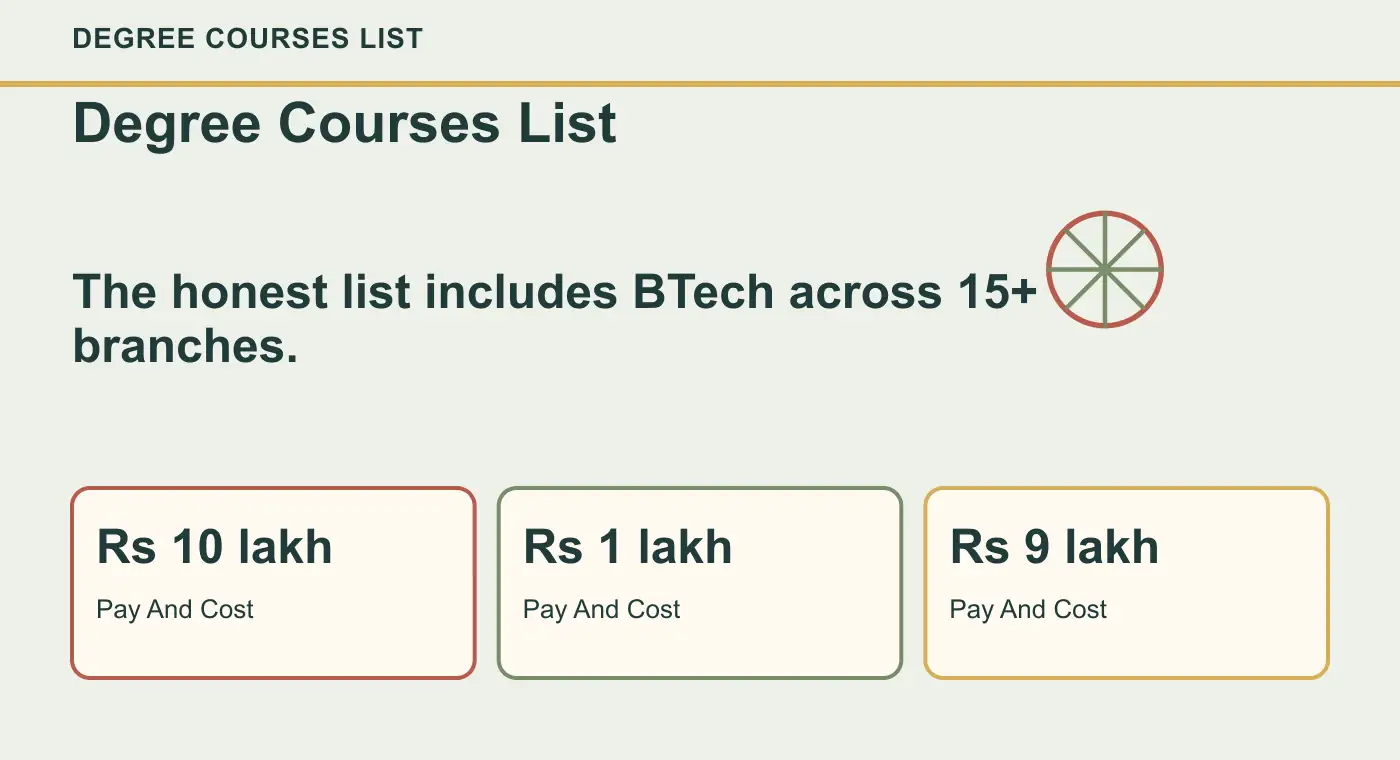 DEGREE COURSES LIST
Degree Courses List
The honest list includes BTech across 15+
branches.
Rs 10 lakh
Pay And Cost
Rs 1 lakh
Pay And Cost
Rs 9 lakh
Pay And Cost